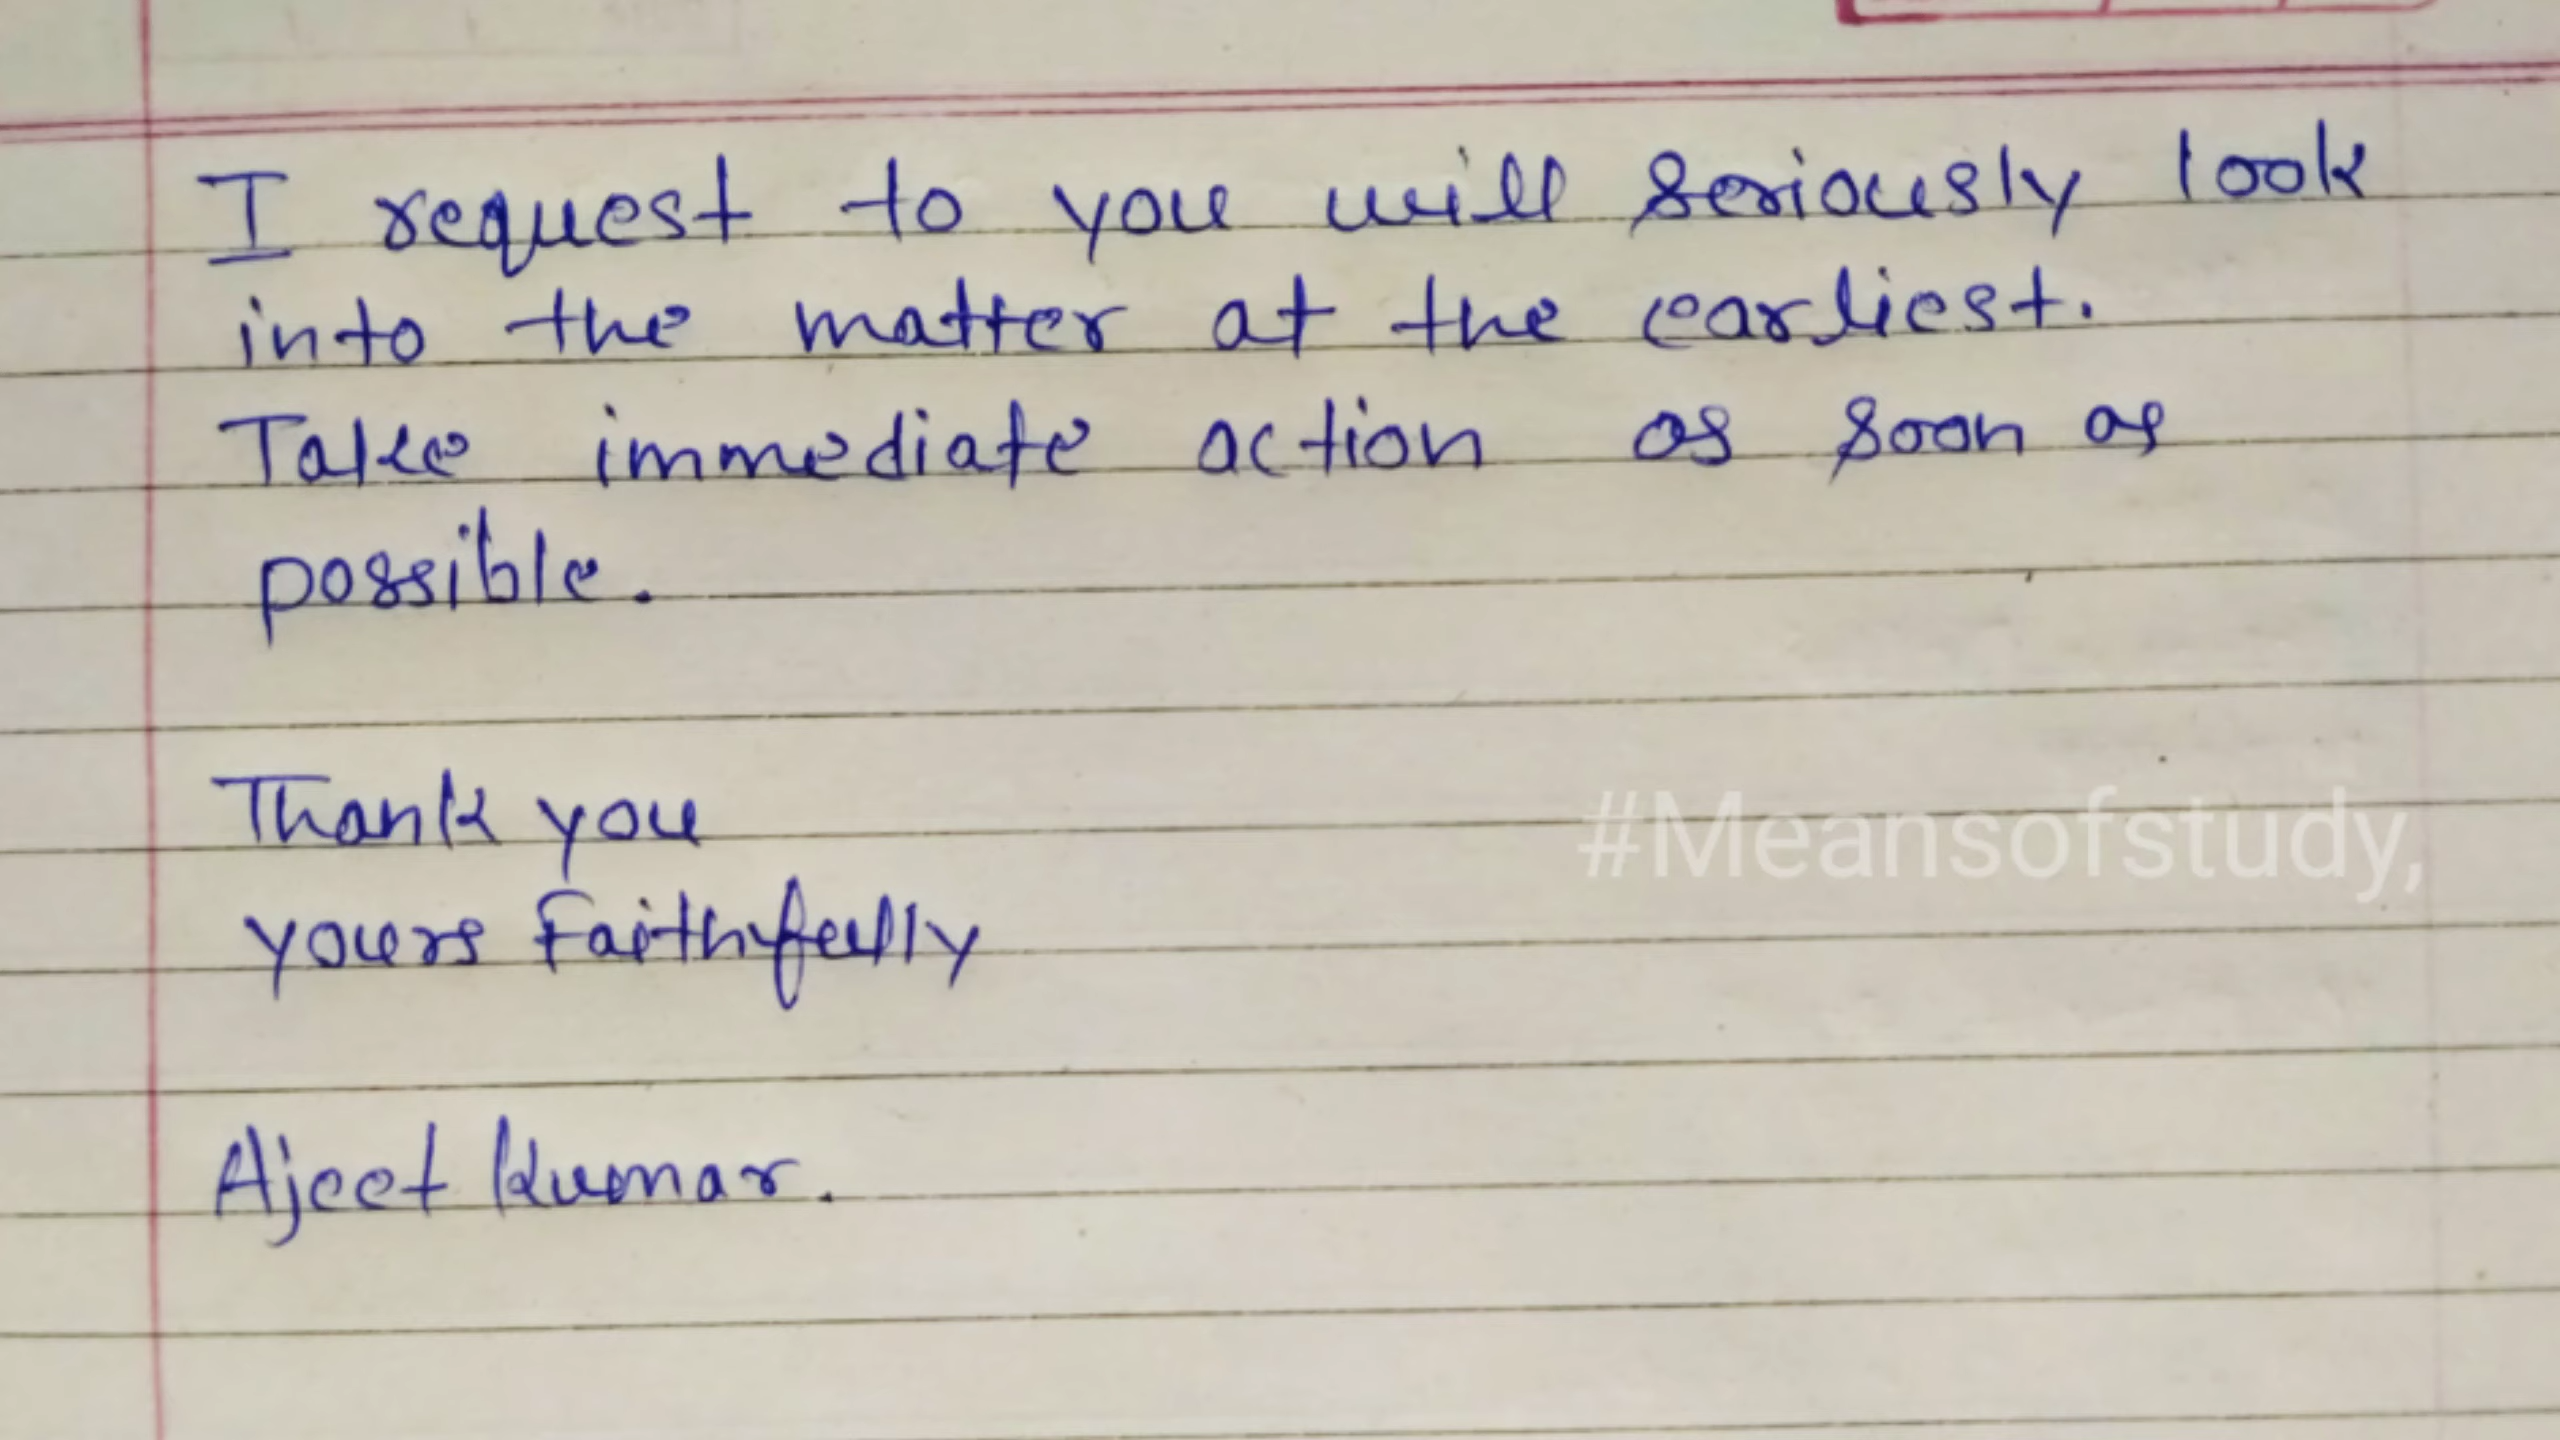 I request to you will seriously look
into the matter at the earliest.
Take immediate action as soon as
possible.
Thank you
#Meansofstudy,
yours Faithfully
Ajeet Kumar.